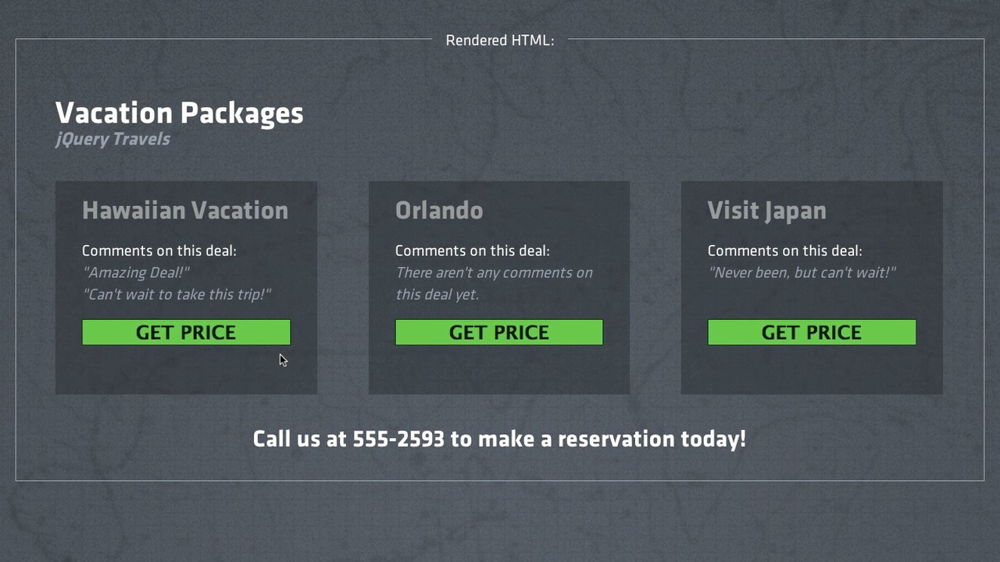 Rendered HTML:
Vacation Packages
jQuery Travels
Hawaiian Vacation
Comments on this deal:
"Amazing Deal!"
"Can't wait to take this trip!"
GET PRICE
Orlando
Comments on this deal:
There aren't any comments on
this deal yet.
GET PRICE
Visit Japan
Comments on this deal:
"Never been, but can't wait!"
GET PRICE
Call us at 555-2593 to make a reservation today!